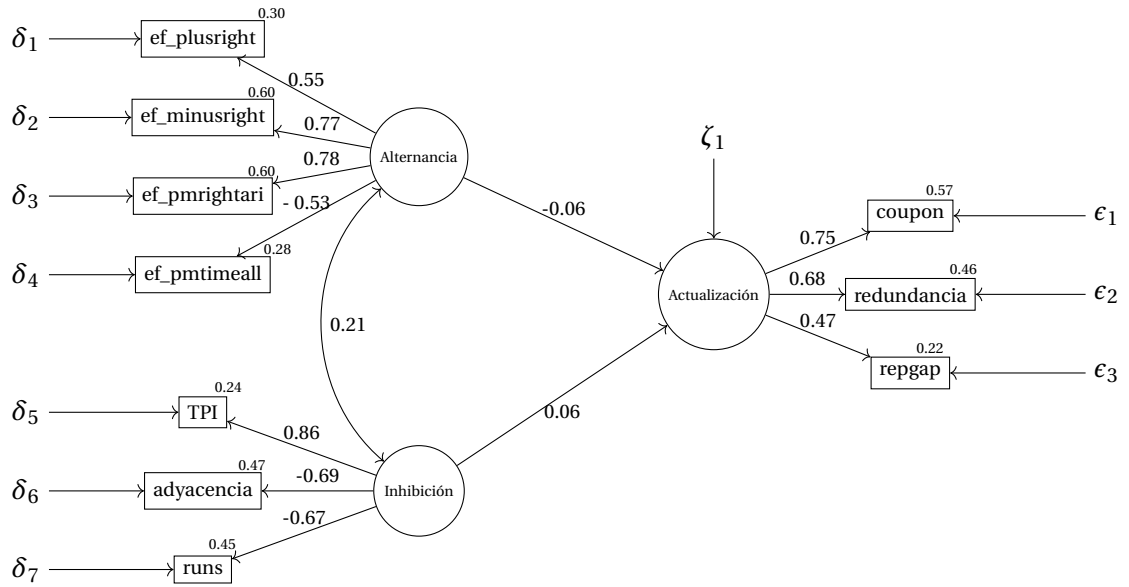 0.30
δ1 ef_plusright
0.55
0.60
δ2 ef_minusright
0.77
Alternancia
0.60
δ3 ef_pmrightari
0.78
- 0.53
0.28
δ4 ef_pmtimeall
0.21
-0.06
0.06
ζ1
Actualización
0.57
coupon ϵ1
0.75
0.46
redundancia ϵ2
0.68
0.22
repgap ϵ3
0.47
0.24
δ5 TPI
0.86
0.47
δ6 adyacencia
-0.69
Inhibición
0.45
δ7 runs
-0.67